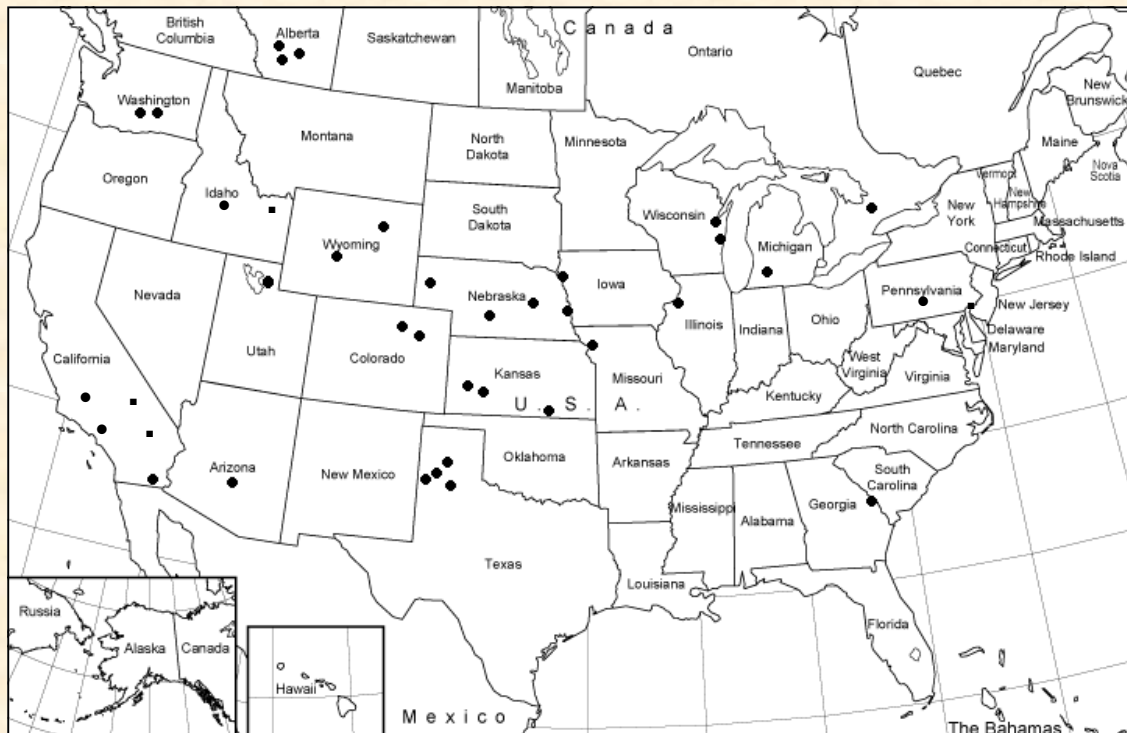 British
Columbia
Alberta
Saskatchewan
Canada
Manitoba
Ontario
Quebec
New
Brunswick
Washington
Montana
North
Dakota
Minnesota
Maine
Nova
Scotia
Oregon
Idaho
Vermont
New
Hampshire
New
York
Massachusetts
South
Dakota
Wisconsin
Michigan
Wyoming
Connecticut
Rhode Island
Nevada
Nebraska
Iowa
Pennsylvania
New Jersey
Illinois
Indiana
Ohio
Delaware
Maryland
California
Utah
Colorado
Kansas
Missouri
West
Virginia
Virginia
Kentucky
U. S. A.
North Carolina
Tennessee
Arizona
New Mexico
Oklahoma
Arkansas
South
Carolina
Mississippi
Alabama
Georgia
Texas
Louisiana
Florida
Russia
Alaska
Canada
Hawaii
Mexico
The Bahamas